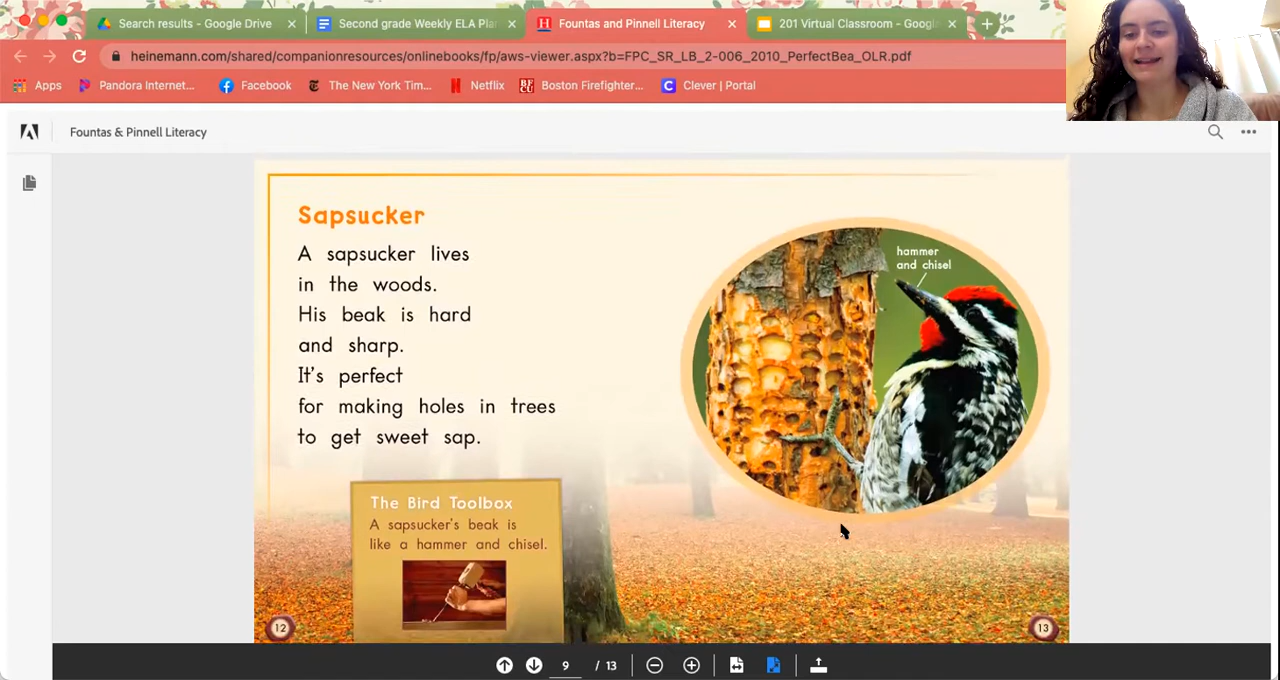 Search results - Google Drive
Second grade Weekly ELA Pla
Fountas and Pinnell Literacy
201 Virtual Classroom - Googl
heinemann.com/shared/companionresources/onlinebooks/fp/aws-viewer.aspx?b=FPC_SR_LB_2-006_2010_PerfectBea_OLR.pdf
Apps
Pandora Internet...
Facebook
The New York Tim...
Netflix
Boston Firefighter...
Clever | Portal
Fountas & Pinnell Literacy
Sapsucker
A sapsucker lives
in the woods.
His beak is hard
and sharp.
It's perfect
for making holes in trees
to get sweet sap.
hammer
and chisel
The Bird Toolbox
A sapsucker's beak is
like a hammer and chisel.
12
13
9 / 13